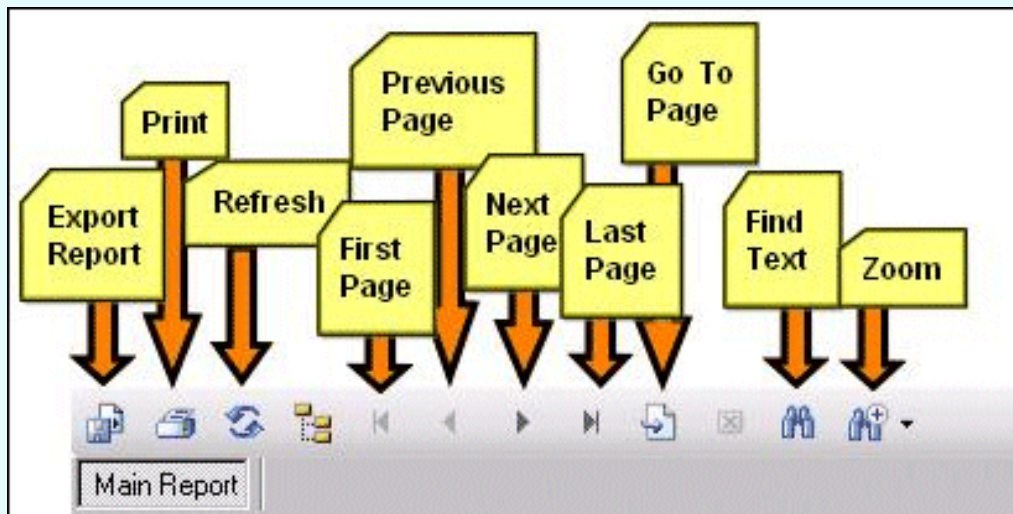 Export
Report
Print
Refresh
First
Page
Previous
Page
Next
Page
Last
Page
Go To
Page
Find
Text
Zoom
Main Report